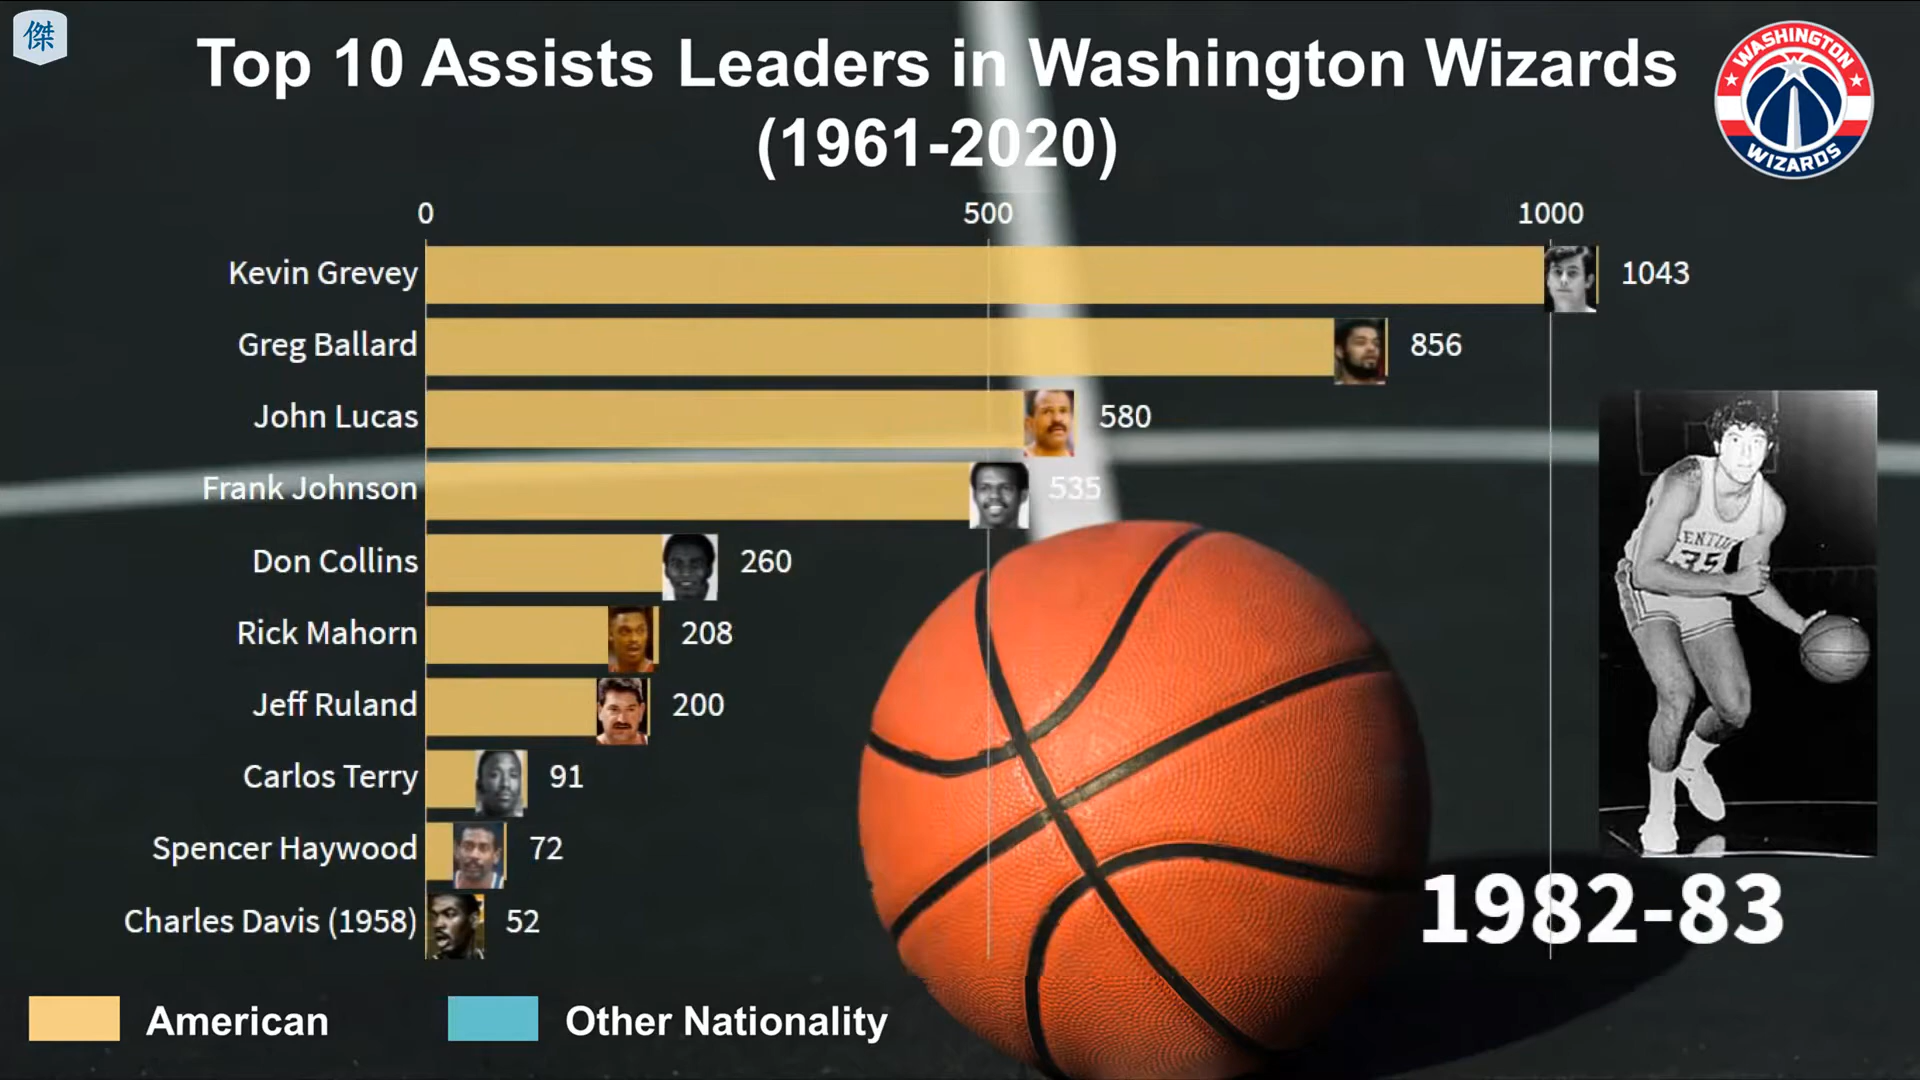 傑
Top 10 Assists Leaders in Washington Wizards
(1961-2020)
WASHINGTON
WIZARDS
0 500 1000
Kevin Grevey 1043
Greg Ballard 856
John Lucas 580
Frank Johnson 535
Don Collins 260
Rick Mahorn 208
Jeff Ruland 200
Carlos Terry 91
Spencer Haywood 72
Charles Davis (1958) 52
KENTU
35
1982-83
American Other Nationality